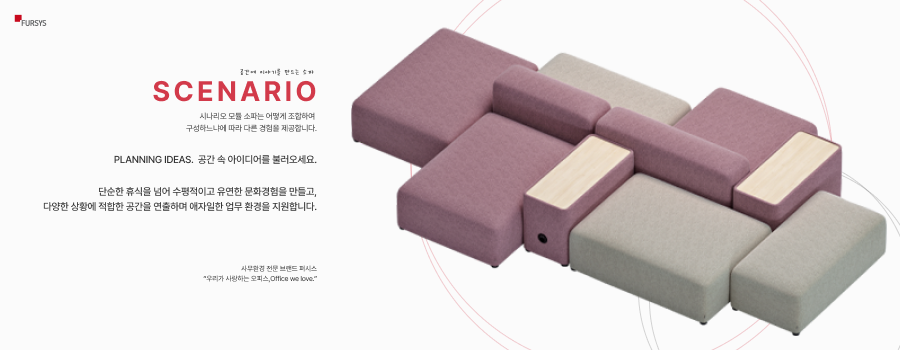 FURSYS
공간에 이야기를 만드는 소파
SCENARIO
시나리오 모듈 소파는 어떻게 조합하여
구성하느냐에 따라 다른 경험을 제공합니다.
PLANNING IDEAS. 공간 속 아이디어를 불러오세요.
단순한 휴식을 넘어 수평적이고 유연한 문화경험을 만들고,
다양한 상황에 적합한 공간을 연출하며 애자일한 업무 환경을 지원합니다.
사무환경 전문 브랜드 퍼시스
"우리가 사랑하는 오피스,Office we love."